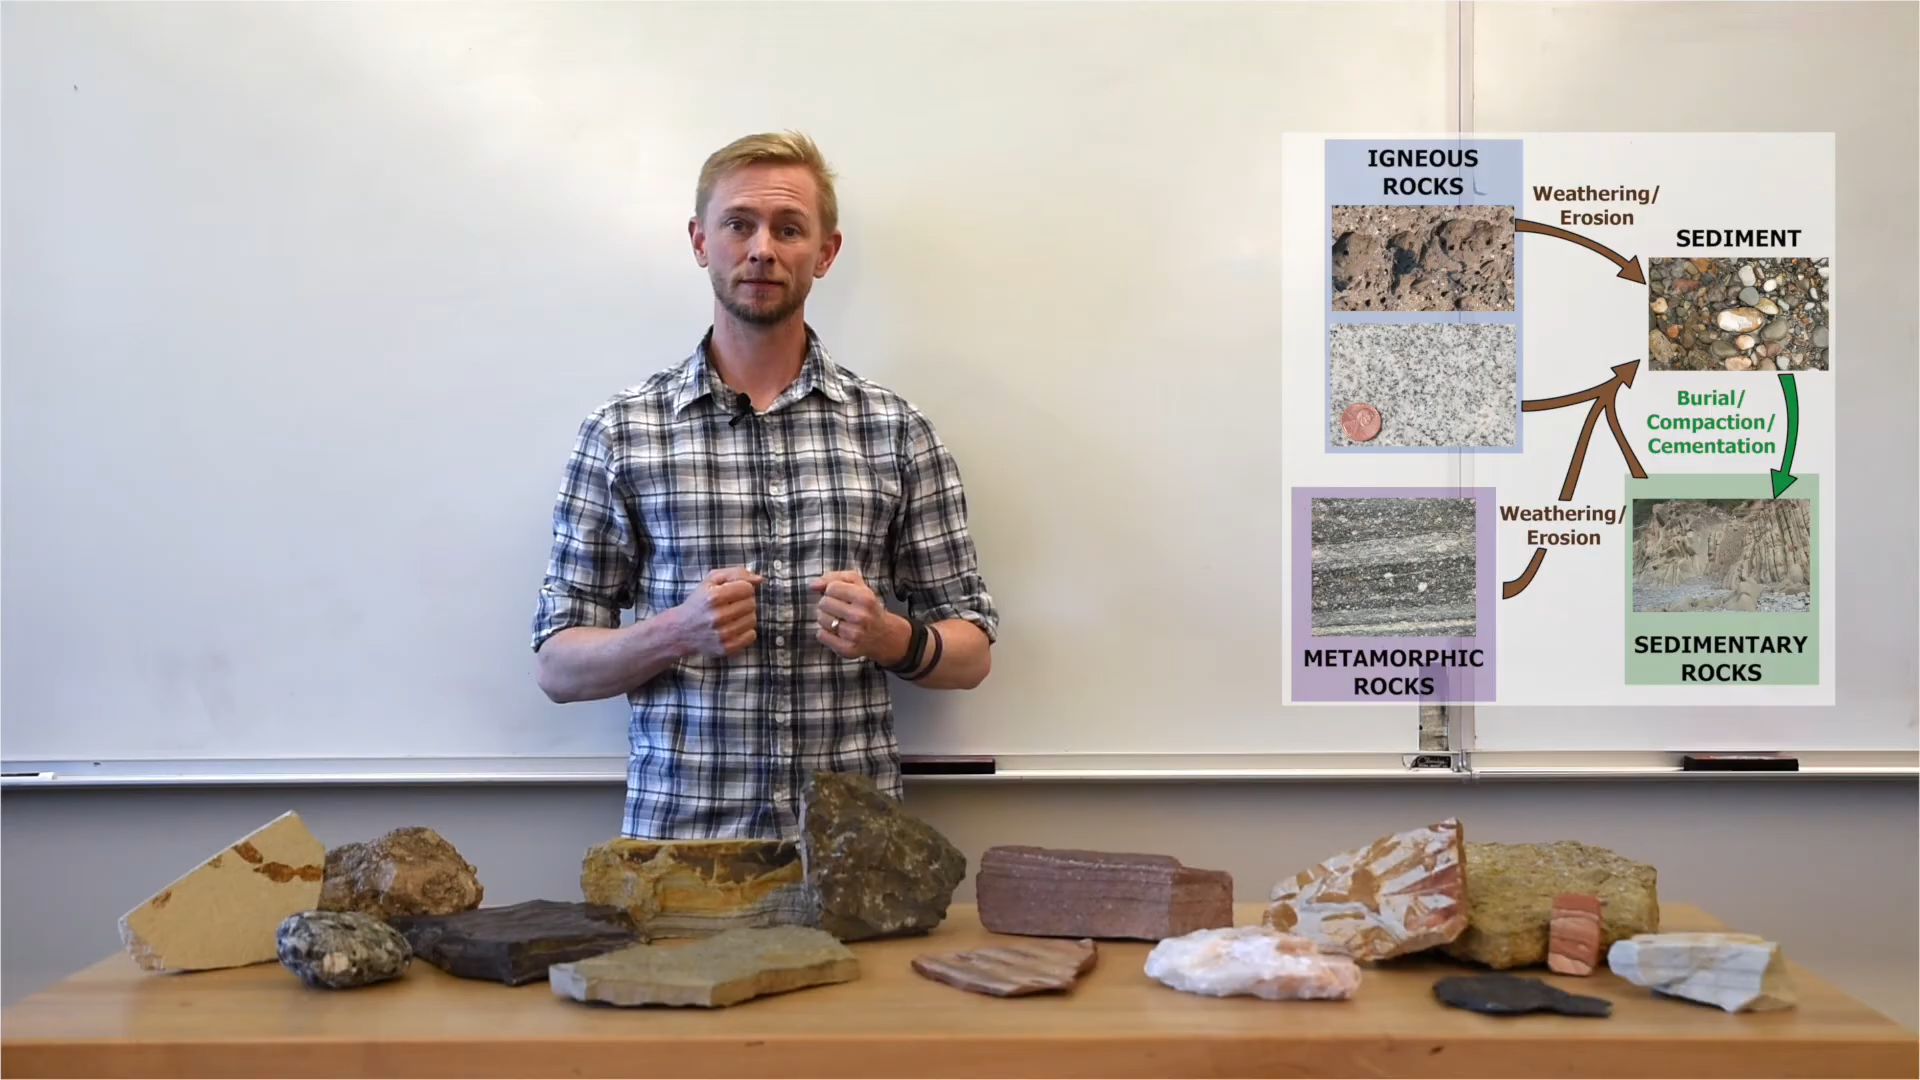 IGNEOUS
ROCKS
Weathering/
Erosion
SEDIMENT
Burial/
Compaction/
Cementation
Weathering/
Erosion
METAMORPHIC
ROCKS
SEDIMENTARY
ROCKS